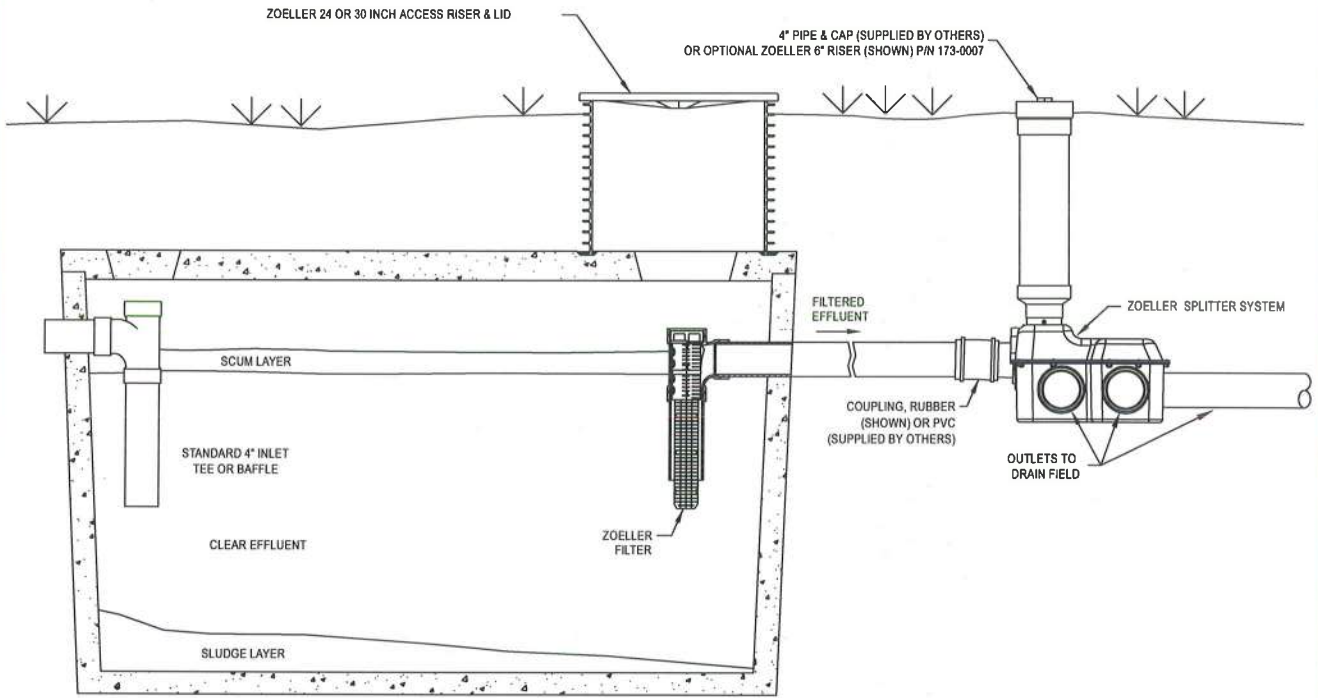 ZOELLER 24 OR 30 INCH ACCESS RISER & LID
4" PIPE & CAP (SUPPLIED BY OTHERS)
OR OPTIONAL ZOELLER 6" RISER (SHOWN) P/N 173-0007
FILTERED
EFFLUENT
ZOELLER SPLITTER SYSTEM
SCUM LAYER
COUPLING, RUBBER
(SHOWN) OR PVC
(SUPPLIED BY OTHERS)
STANDARD 4" INLET
TEE OR BAFFLE
OUTLETS TO
DRAIN FIELD
CLEAR EFFLUENT
ZOELLER
FILTER
SLUDGE LAYER